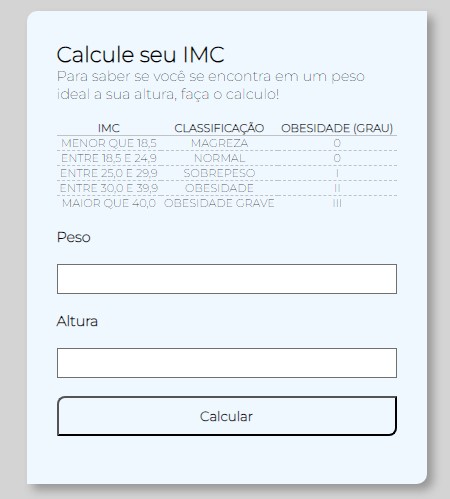 Calcule seu IMC
Para saber se você se encontra em um peso
ideal a sua altura, faça o calculo!
IMC CLASSIFICAÇÃO OBESIDADE (GRAU)
MENOR QUE 18,5 MAGREZA 0
ENTRE 18,5 E 24,9 NORMAL 0
ENTRE 25,0 E 29,9 SOBREPESO I
ENTRE 30,0 E 39,9 OBESIDADE II
MAIOR QUE 40,0 OBESIDADE GRAVE III
Peso
Altura
Calcular